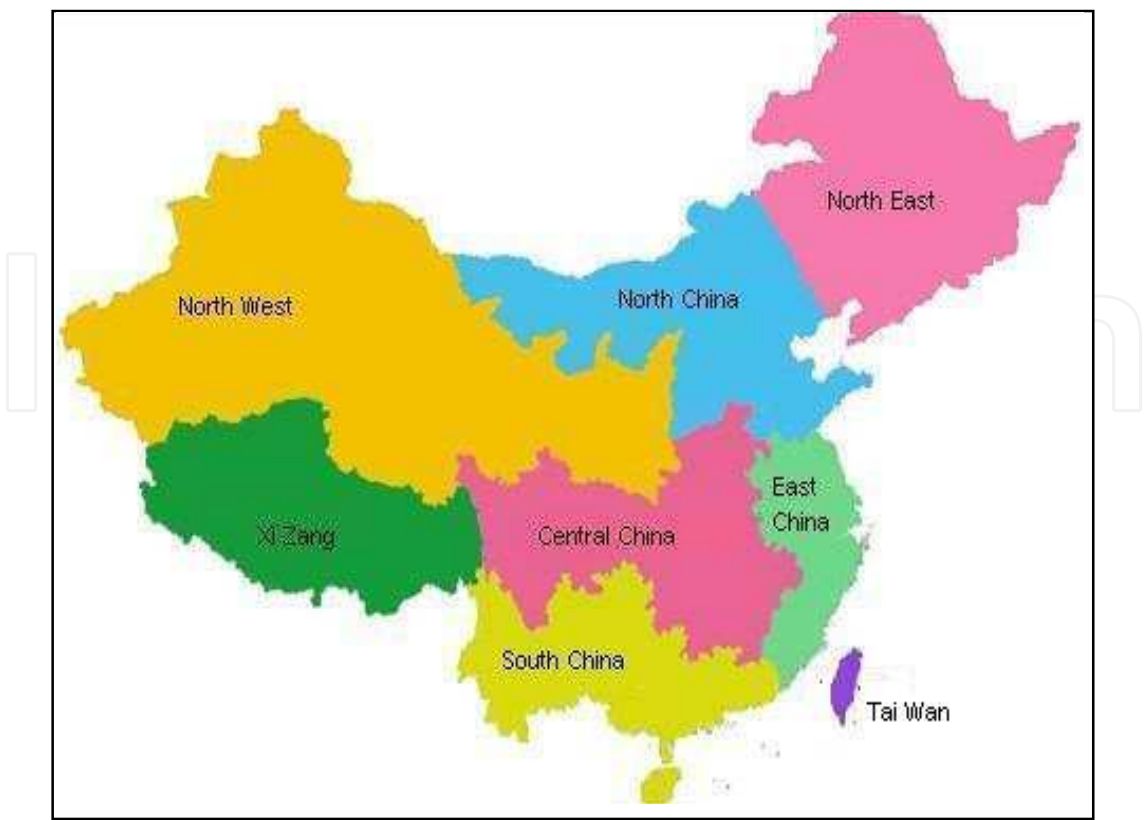 North East
North China
North West
East
China
XI Zang
Central China
South China
Tai Wan